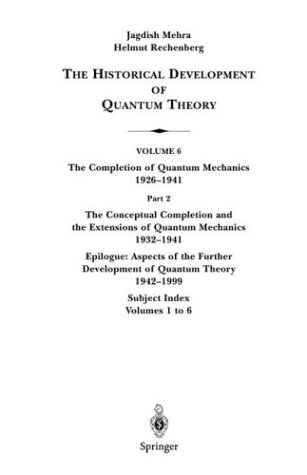 Jagdish Mehra
Helmut Rechenberg
THE HISTORICAL DEVELOPMENT
OF
QUANTUM THEORY
VOLUME 6
The Completion of Quantum Mechanics
1926–1941
Part 2
The Conceptual Completion and
the Extensions of Quantum Mechanics
1932–1941
Epilogue: Aspects of the Further
Development of Quantum Theory
1942–1999
Subject Index
Volumes 1 to 6
Springer